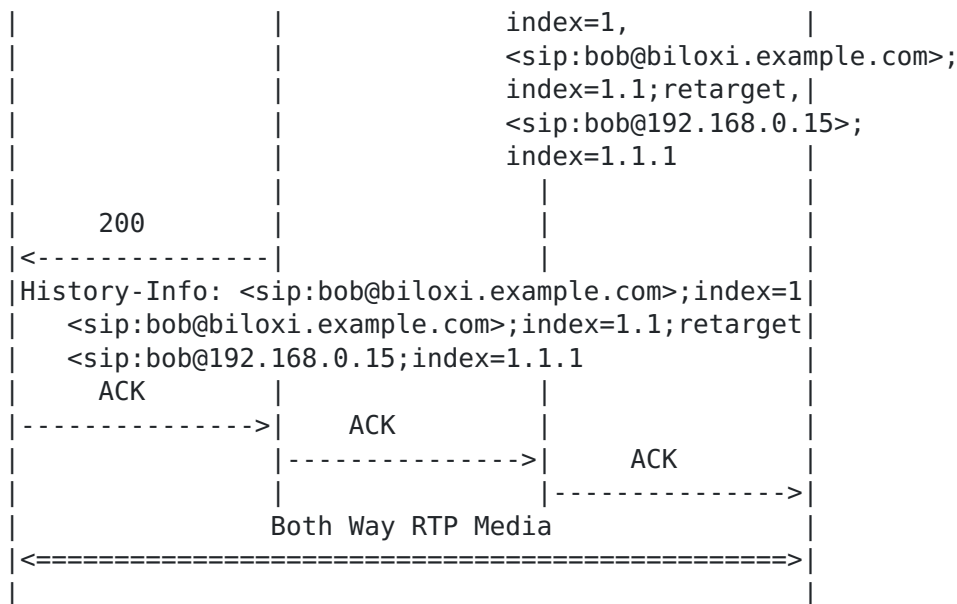 |                |              index=1,            |
|                |              <sip:bob@biloxi.example.com>;
|                |              index=1.1;retarget,|
|                |              <sip:bob@192.168.0.15>;
|                |              index=1.1.1         |
|                |                |                |
|     200        |                |                |
|<---------------|                |                |
|History-Info: <sip:bob@biloxi.example.com>;index=1|
|   <sip:bob@biloxi.example.com>;index=1.1;retarget|
|   <sip:bob@192.168.0.15;index=1.1.1              |
|     ACK        |                |                |
|--------------->|    ACK         |                |
|                |--------------->|     ACK        |
|                |                |--------------->|
|                Both Way RTP Media                |
|<================================================>|
|                                                  |